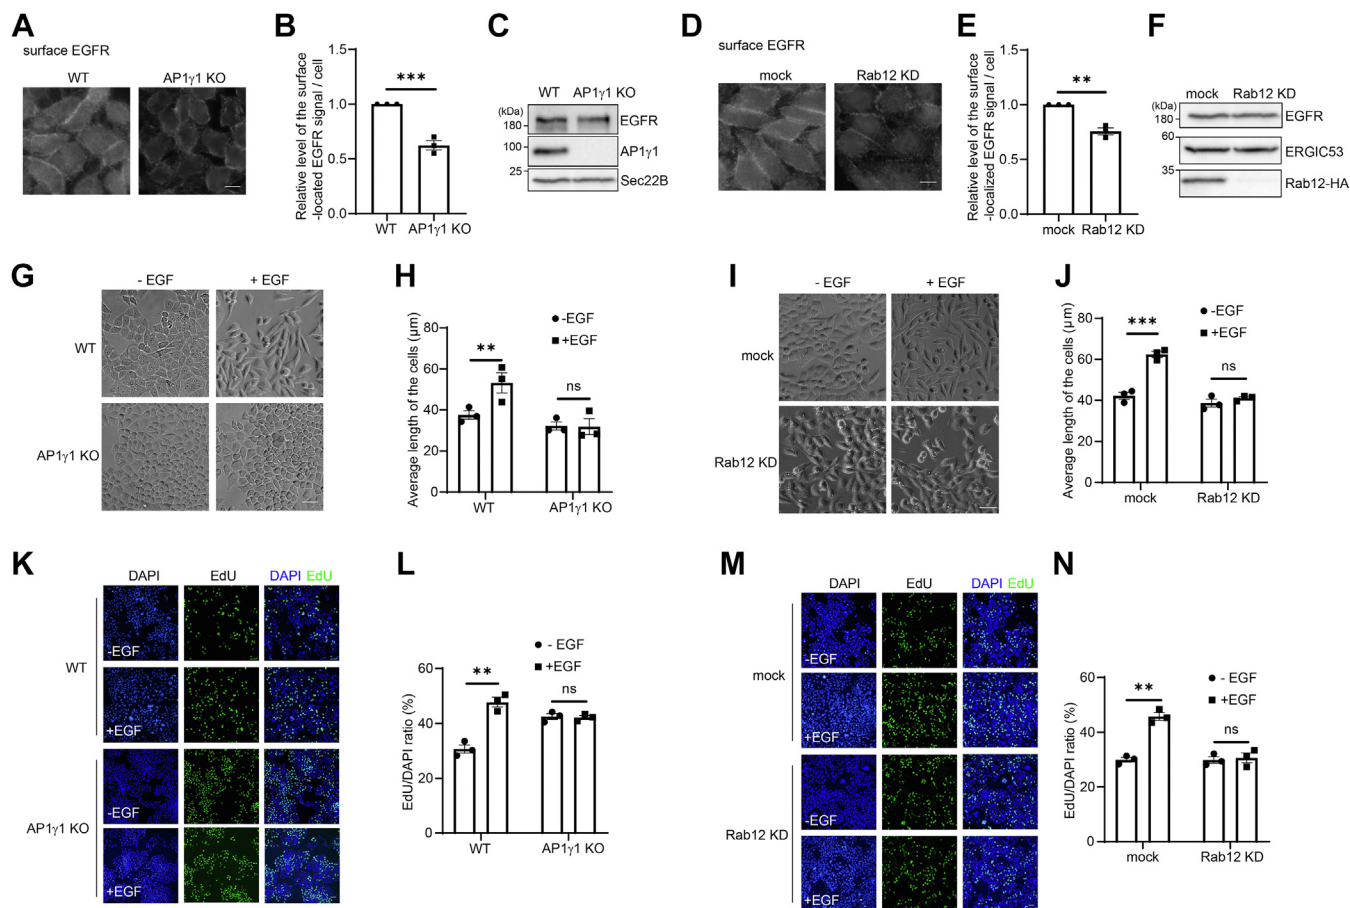 A
surface EGFR
WT
AP1γ1 KO
B
Relative level of the surface
-located EGFR signal / cell
1.5
1.0
0.5
0.0
***
WT
AP1γ1 KO
C
WT AP1γ1 KO
(kDa)
180
EGFR
100
AP1γ1
25
Sec22B
D
surface EGFR
mock
Rab12 KD
E
Relative level of the surface
-localized EGFR signal / cell
1.5
1.0
0.5
0.0
**
mock Rab12 KD
F
mock Rab12 KD
(kDa)
180
EGFR
60
ERGIC53
35
Rab12-HA
G
- EGF
+ EGF
WT
AP1γ1 KO
H
Average length of the cells (μm)
80
60
40
20
0
-EGF
+EGF
**
ns
WT
AP1γ1 KO
I
- EGF
+ EGF
mock
Rab12 KD
J
Average length of the cells (μm)
80
60
40
20
0
-EGF
+EGF
***
ns
mock
Rab12 KD
K
DAPI
EdU
DAPI EdU
WT
-EGF
+EGF
AP1γ1 KO
-EGF
+EGF
L
EdU/DAPI ratio (%)
60
40
20
0
- EGF
+EGF
**
ns
WT
AP1γ1 KO
M
DAPI
EdU
DAPI EdU
mock
-EGF
+EGF
Rab12 KD
-EGF
+EGF
N
EdU/DAPI ratio (%)
60
40
20
0
- EGF
+EGF
**
ns
mock
Rab12 KD